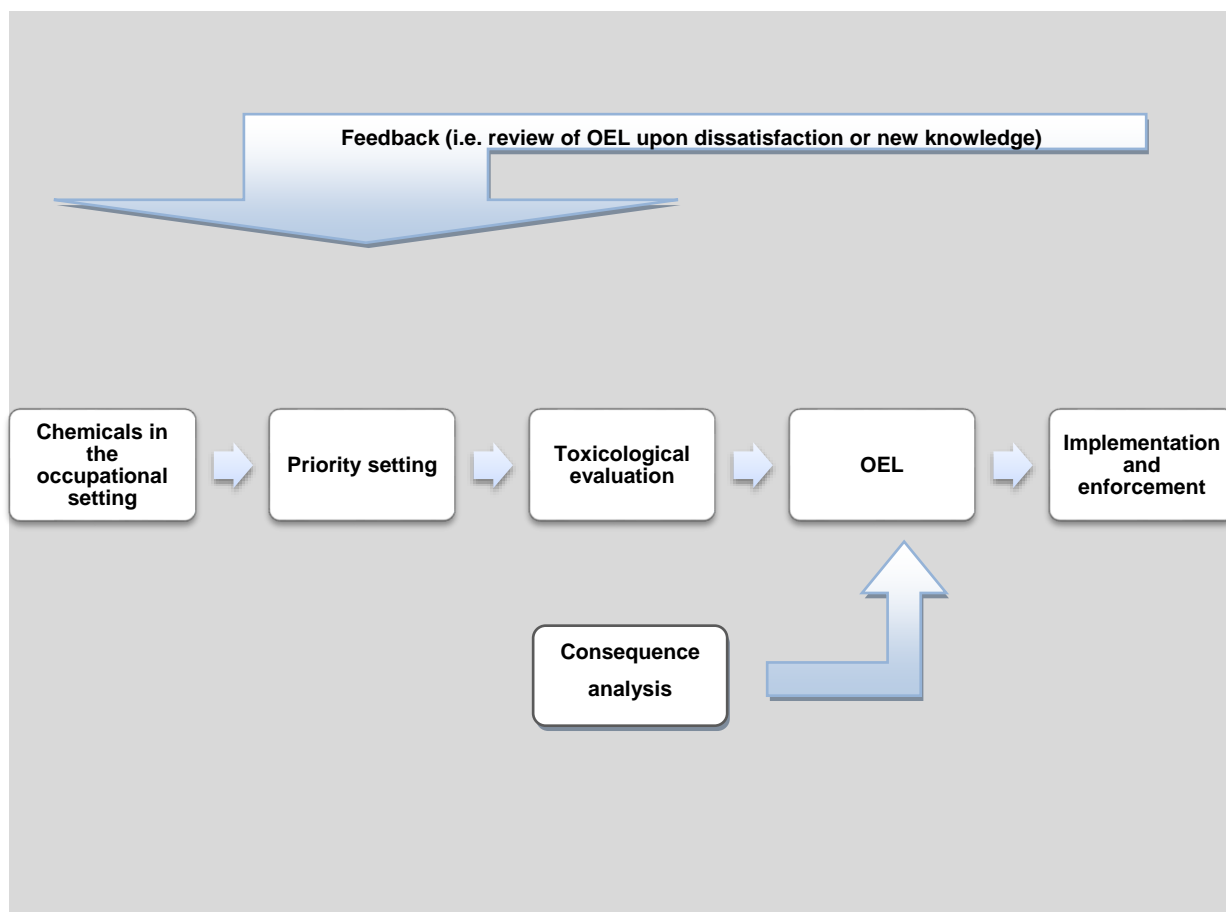 Feedback (i.e. review of OEL upon dissatisfaction or new knowledge)
Chemicals in
the
occupational
setting
Priority setting
Toxicological
evaluation
OEL
Implementation
and
enforcement
Consequence
analysis